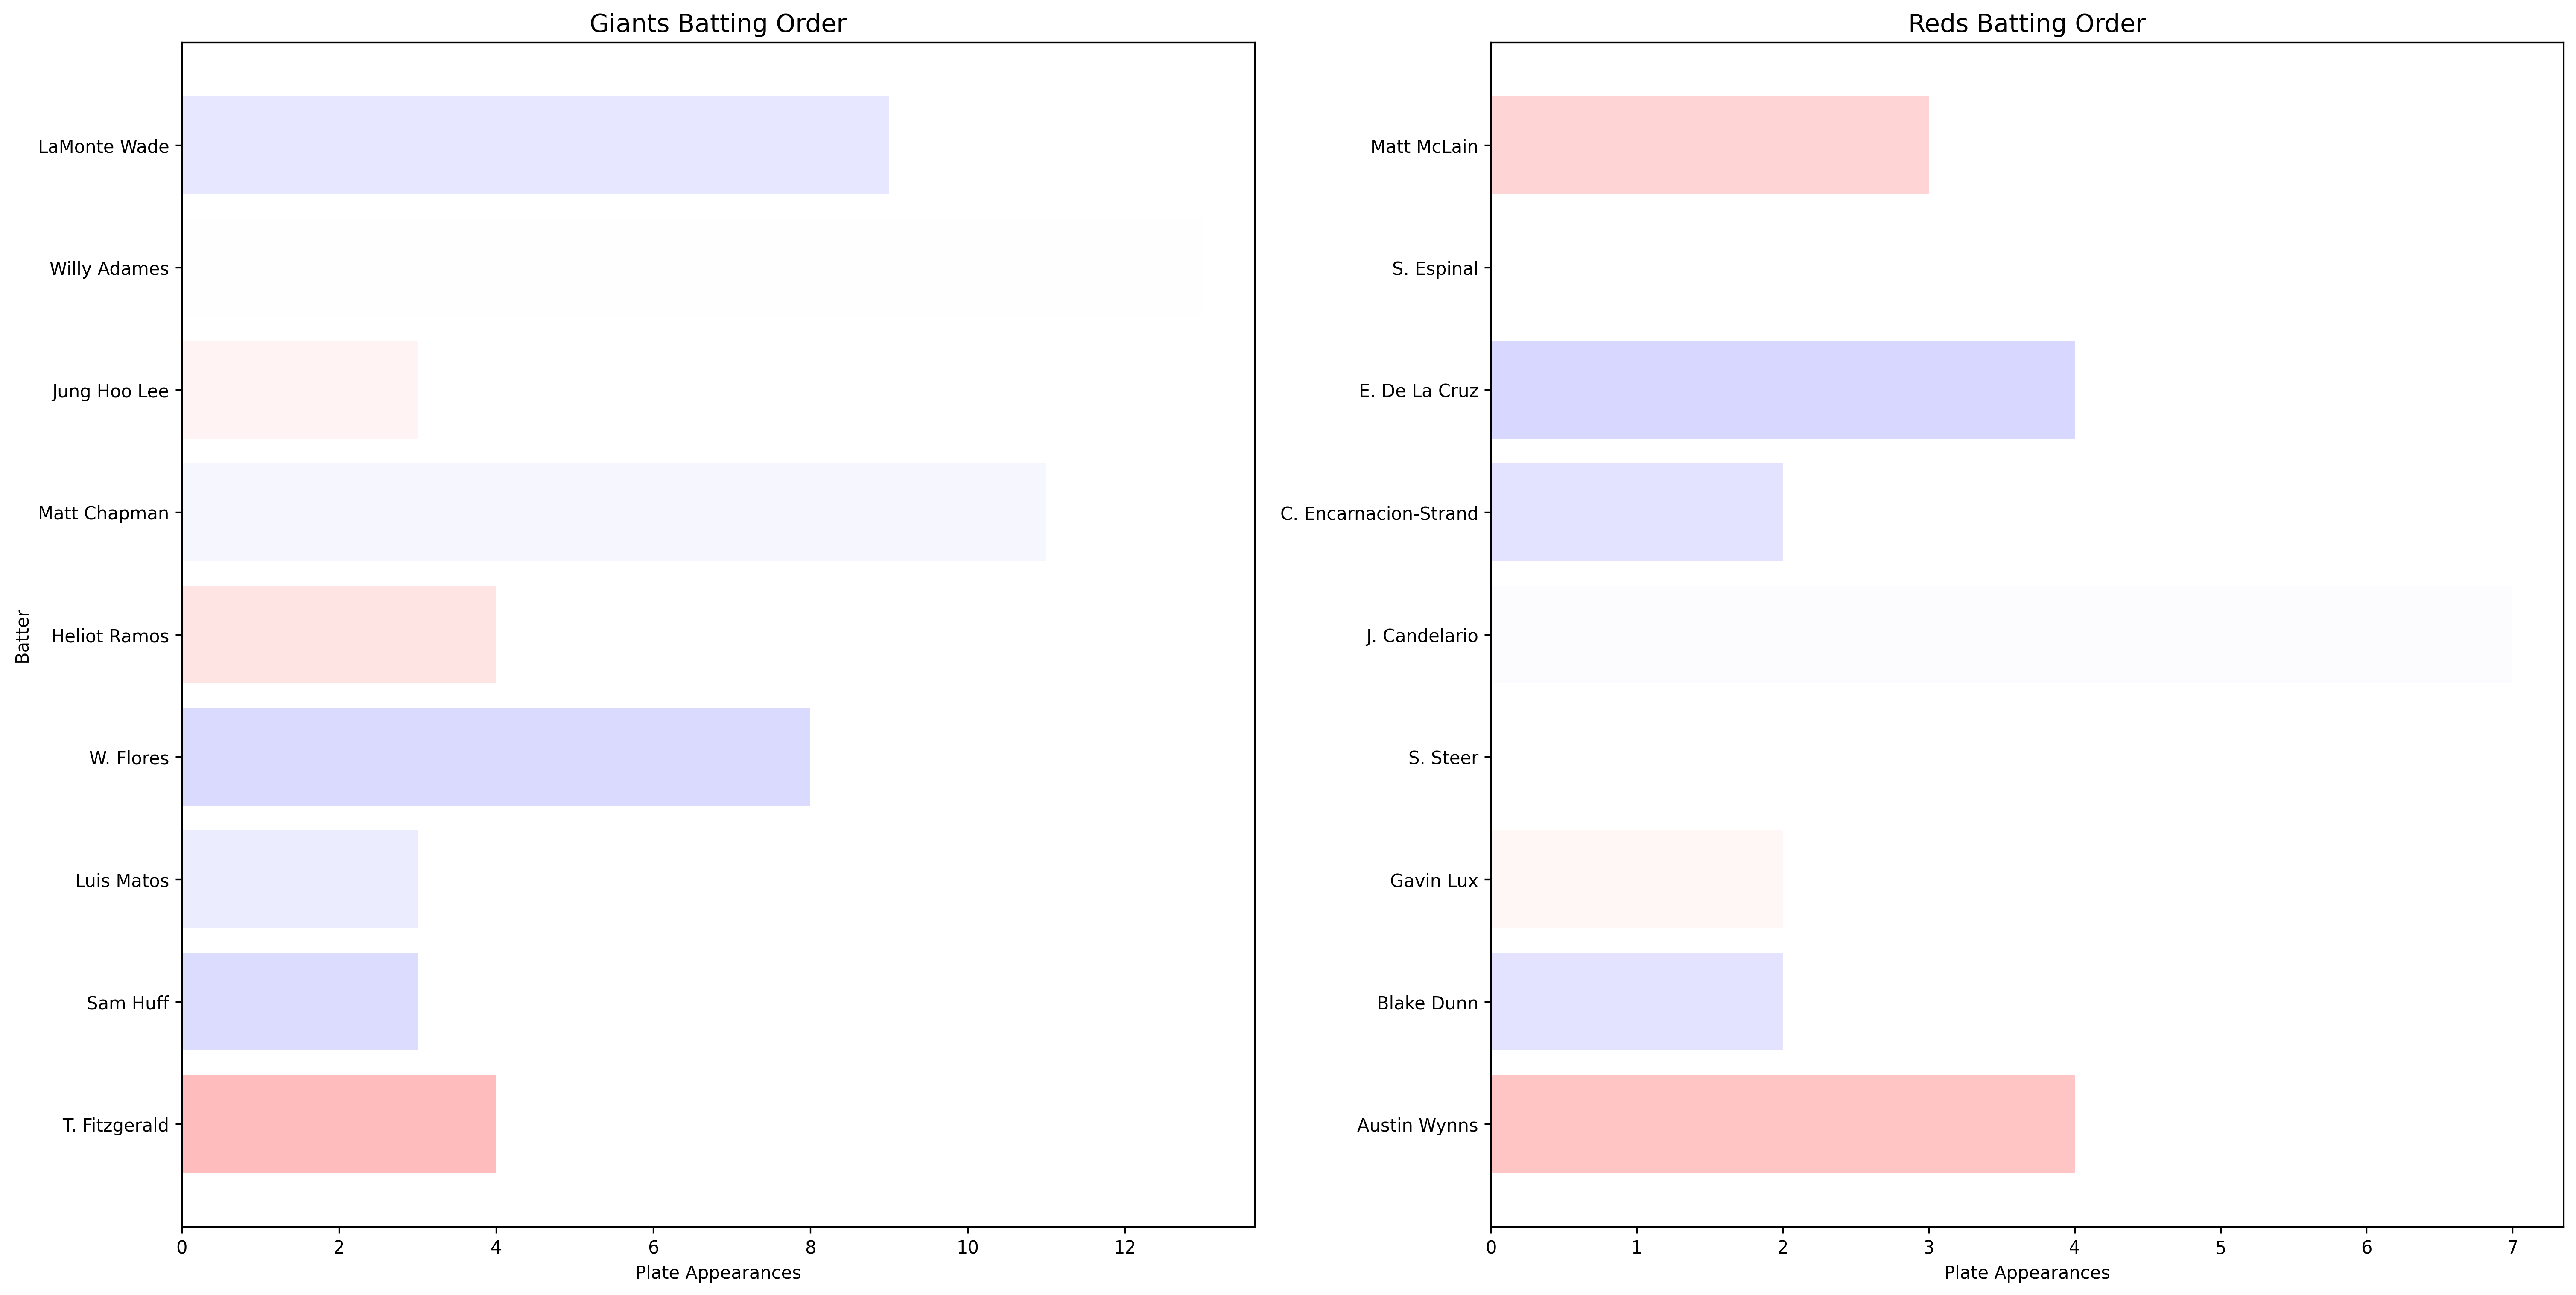 Giants Batting Order
Batter
LaMonte Wade
Willy Adames
Jung Hoo Lee
Matt Chapman
Heliot Ramos
W. Flores
Luis Matos
Sam Huff
T. Fitzgerald
0 2 4 6 8 10 12
Plate Appearances
Reds Batting Order
Matt McLain
S. Espinal
E. De La Cruz
C. Encarnacion-Strand
J. Candelario
S. Steer
Gavin Lux
Blake Dunn
Austin Wynns
0 1 2 3 4 5 6 7
Plate Appearances